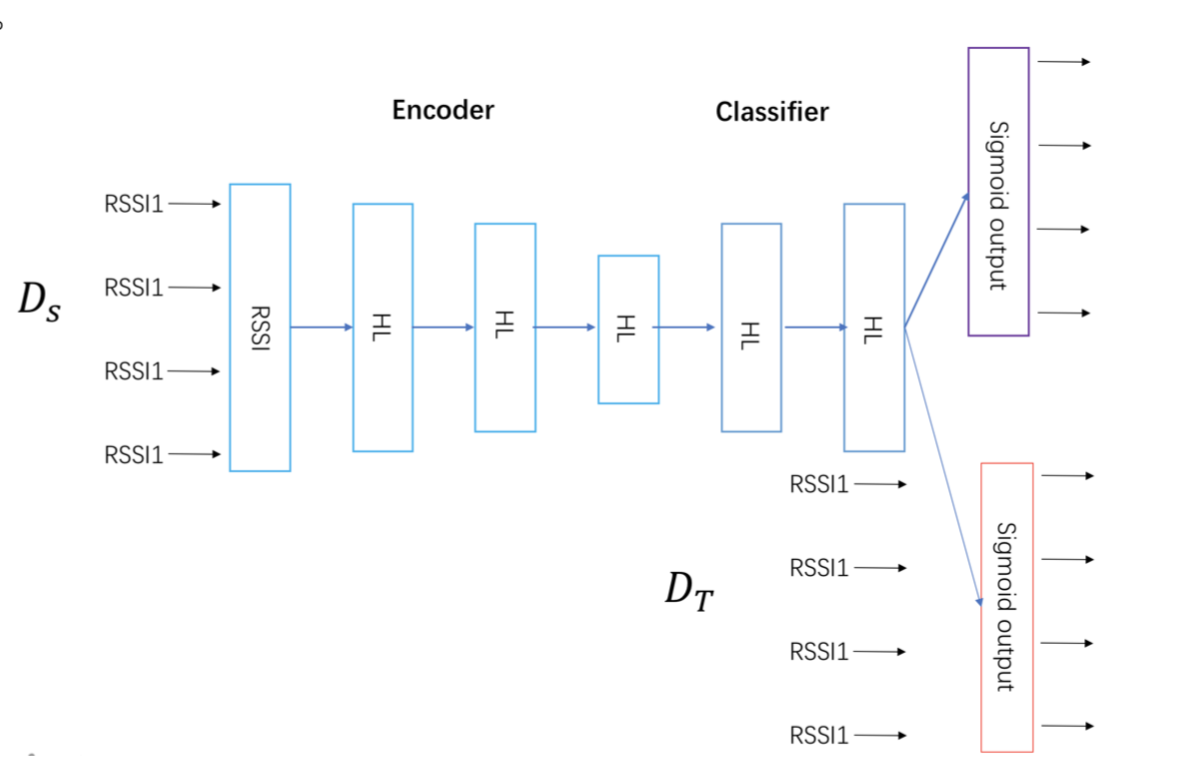 Encoder
Classifier
D_s
RSSI1
RSSI1
RSSI1
RSSI1
RSSI
HL
HL
HL
HL
HL
Sigmoid output
D_T
RSSI1
RSSI1
RSSI1
RSSI1
Sigmoid output